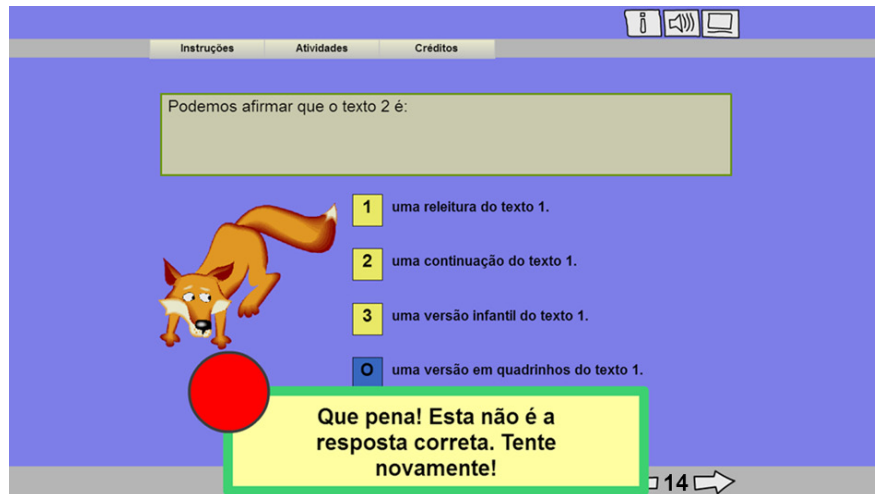 i
Instruções Atividades Créditos
Podemos afirmar que o texto 2 é:
1 uma releitura do texto 1.
2 uma continuação do texto 1.
3 uma versão infantil do texto 1.
O uma versão em quadrinhos do texto 1.
Que pena! Esta não é a
resposta correta. Tente
novamente!
14